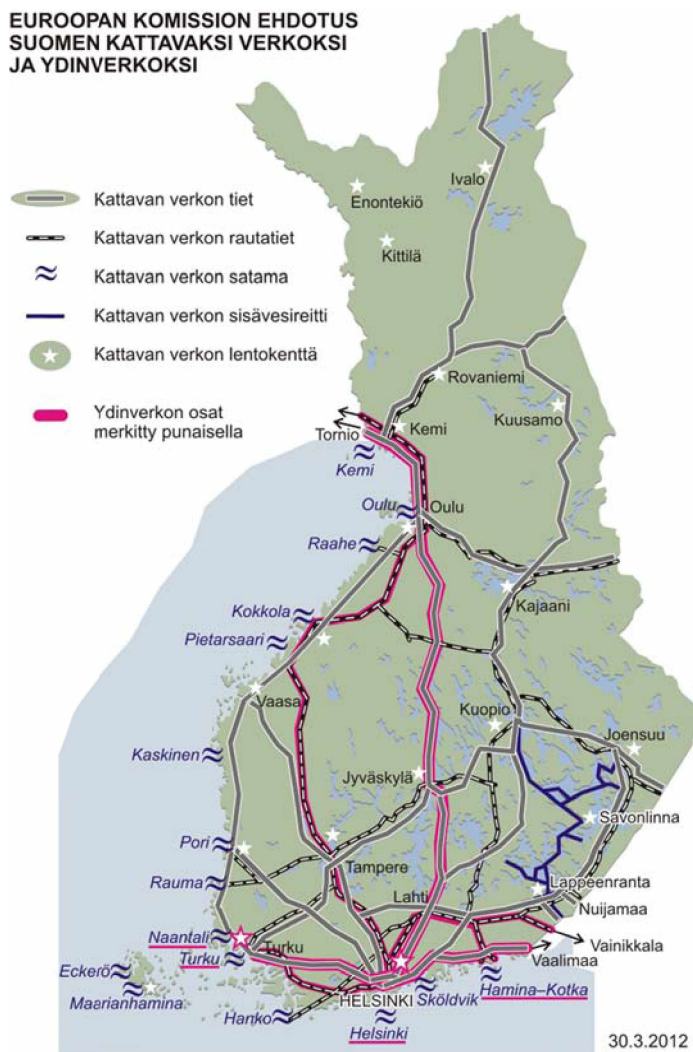 EUROOPAN KOMISSION EHDOTUS
SUOMEN KATTAVAKSI VERKOKSI
JA YDINVERKOKSI
Kattavan verkon tiet
Kattavan verkon rautatiet
Kattavan verkon satama
Kattavan verkon sisävesireitti
Kattavan verkon lentokenttä
Ydinverkon osat
merkitty punaisella
Ivalo
Enontekiö
Kittilä
Rovaniemi
Kuusamo
Kemi
Tornio
Kemi
Oulu
Oulu
Raahe
Kajaani
Kokkola
Pietarsaari
Vaasa
Kuopio
Joensuu
Kaskinen
Jyväskylä
Savonlinna
Pori
Tampere
Rauma
Lahti
Lappeenranta
Nuijamaa
Naantali
Turku
Vainikkala
Turku
Vaalimaa
Eckerö
Maarianhamina
HELSINKI
Sköldvik
Hamina–Kotka
Hanko
Helsinki
30.3.2012